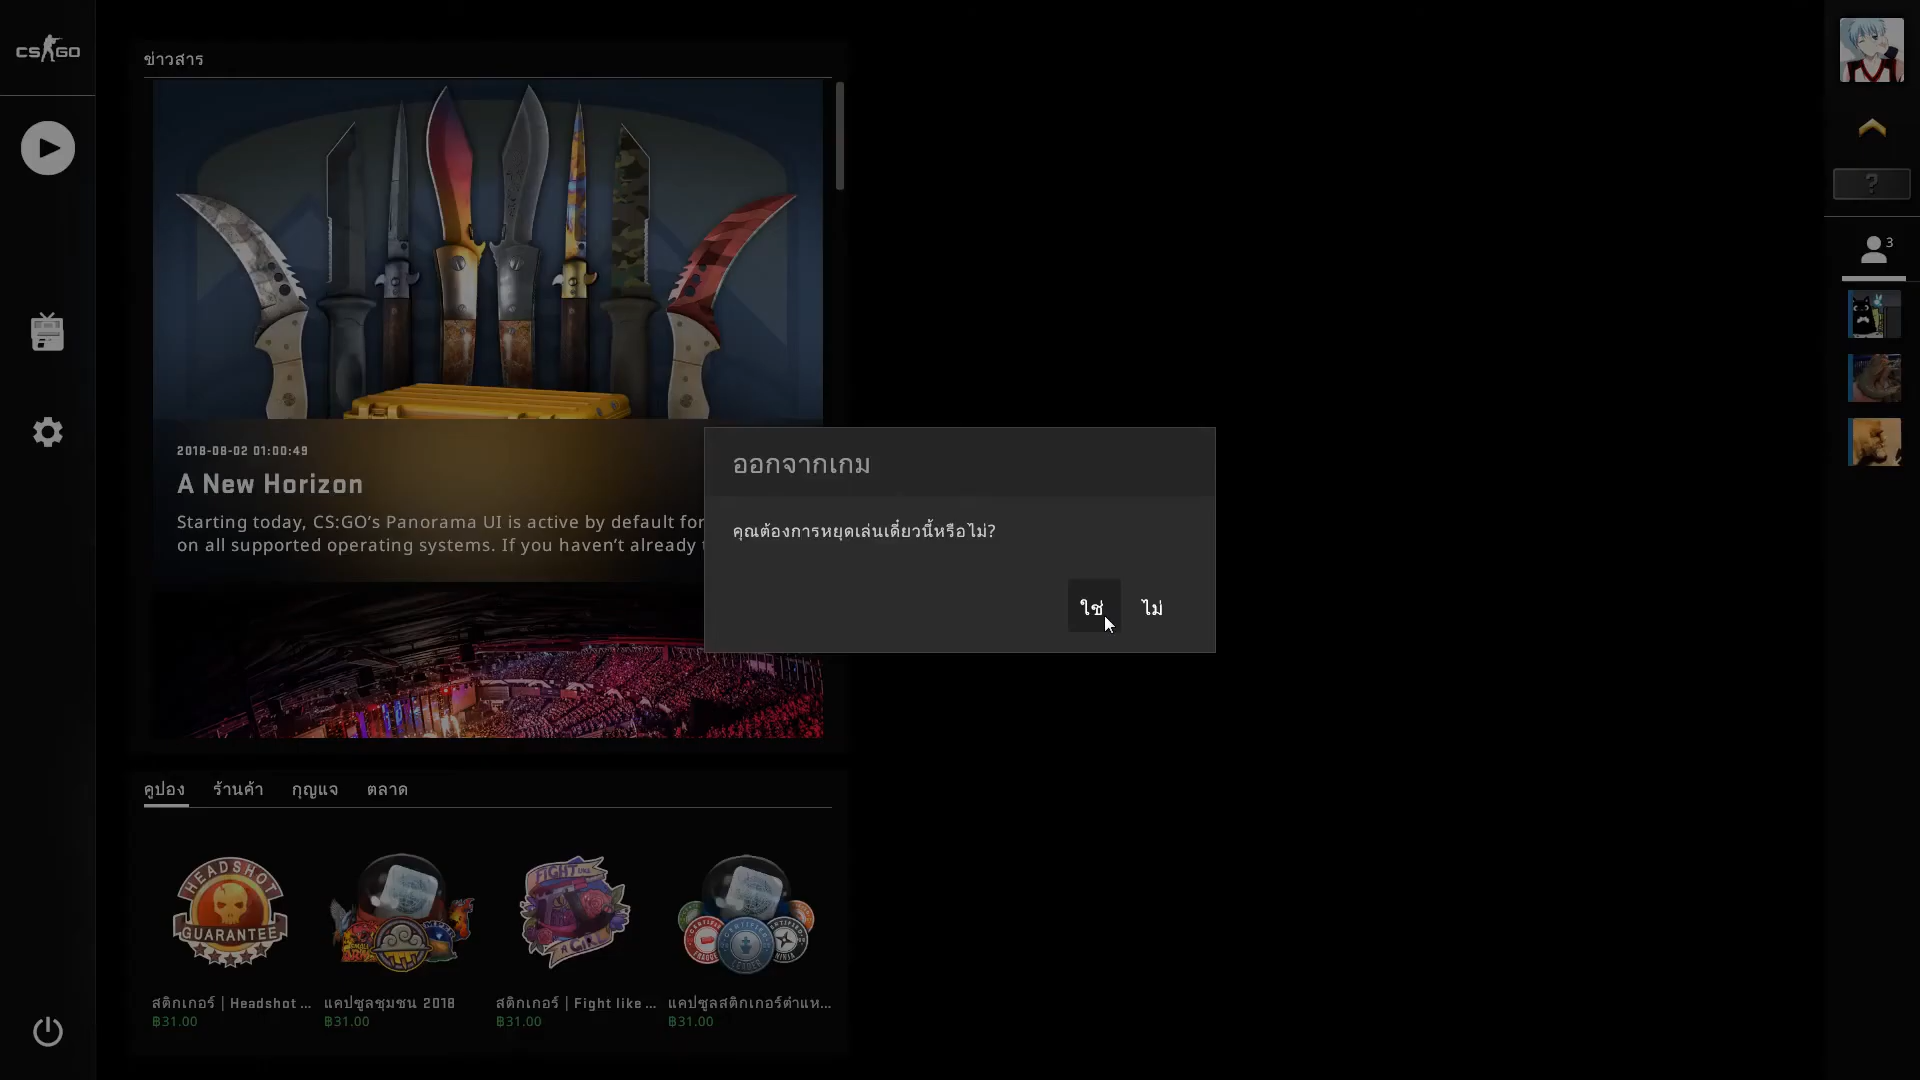 CS GO
ข่าวสาร
2018-08-02 01:00:49
A New Horizon
Starting today, CS:GO’s Panorama UI is active by default for
on all supported operating systems. If you haven’t already
ออกจากเกม
คุณต้องการหยุดเล่นเดี๋ยวนี้หรือไม่?
ใช่ ไม่
คูปอง ร้านค้า กุญแจ ตลาด
HEADSHOT
GUARANTEE
FIGHT LIKE
A GIRL
CERTIFIED
LEADER
NINJA
สติกเกอร์ | Headshot ... แคปซูลชุมชน 2018 สติกเกอร์ | Fight like ... แคปซูลสติกเกอร์ตำแห...
฿31.00 ฿31.00 ฿31.00 ฿31.00
?
3